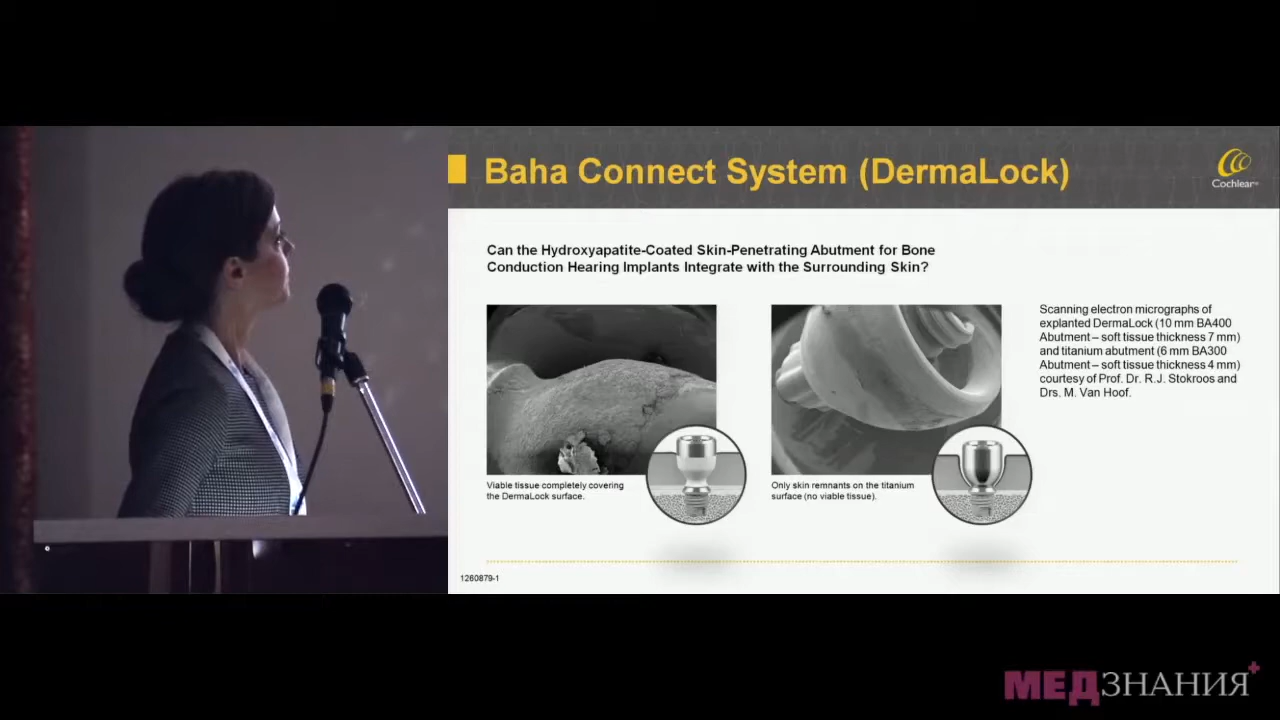 Baha Connect System (DermaLock)
Cochlear
Can the Hydroxyapatite-Coated Skin-Penetrating Abutment for Bone
Conduction Hearing Implants Integrate with the Surrounding Skin?
Scanning electron micrographs of
explanted DermaLock (10 mm BA400
Abutment – soft tissue thickness 7 mm)
and titanium abutment (6 mm BA300
Abutment – soft tissue thickness 4 mm)
courtesy of Prof. Dr. R.J. Stokroos and
Drs. M. Van Hoof.
Viable tissue completely covering
the DermaLock surface.
Only skin remnants on the titanium
surface (no viable tissue).
1260879-1
МЕДЗНАНИЯ+